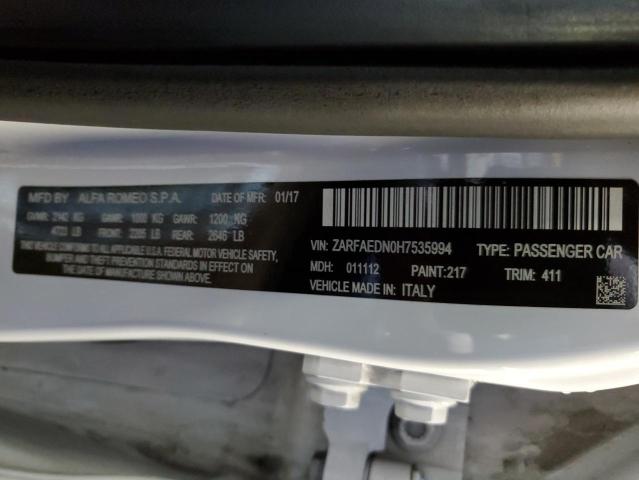 MFD BY ALFA ROMEO S.P.A. DATE OF MFR 01/17
GVWR: 2142 KG GAWR: 1000 KG GAWR: 1200 KG
4723 LB FRONT: 2205 LB REAR: 2646 LB
THIS VEHICLE CONFORMS TO ALL APPLICABLE U.S.A. FEDERAL MOTOR VEHICLE SAFETY,
BUMPER AND THEFT PREVENTION STANDARDS IN EFFECT ON
THE DATE OF MANUFACTURE SHOWN ABOVE.
VIN: ZARFAEDN0H7535994 TYPE: PASSENGER CAR
MDH: 011112 PAINT: 217 TRIM: 411
VEHICLE MADE IN: ITALY